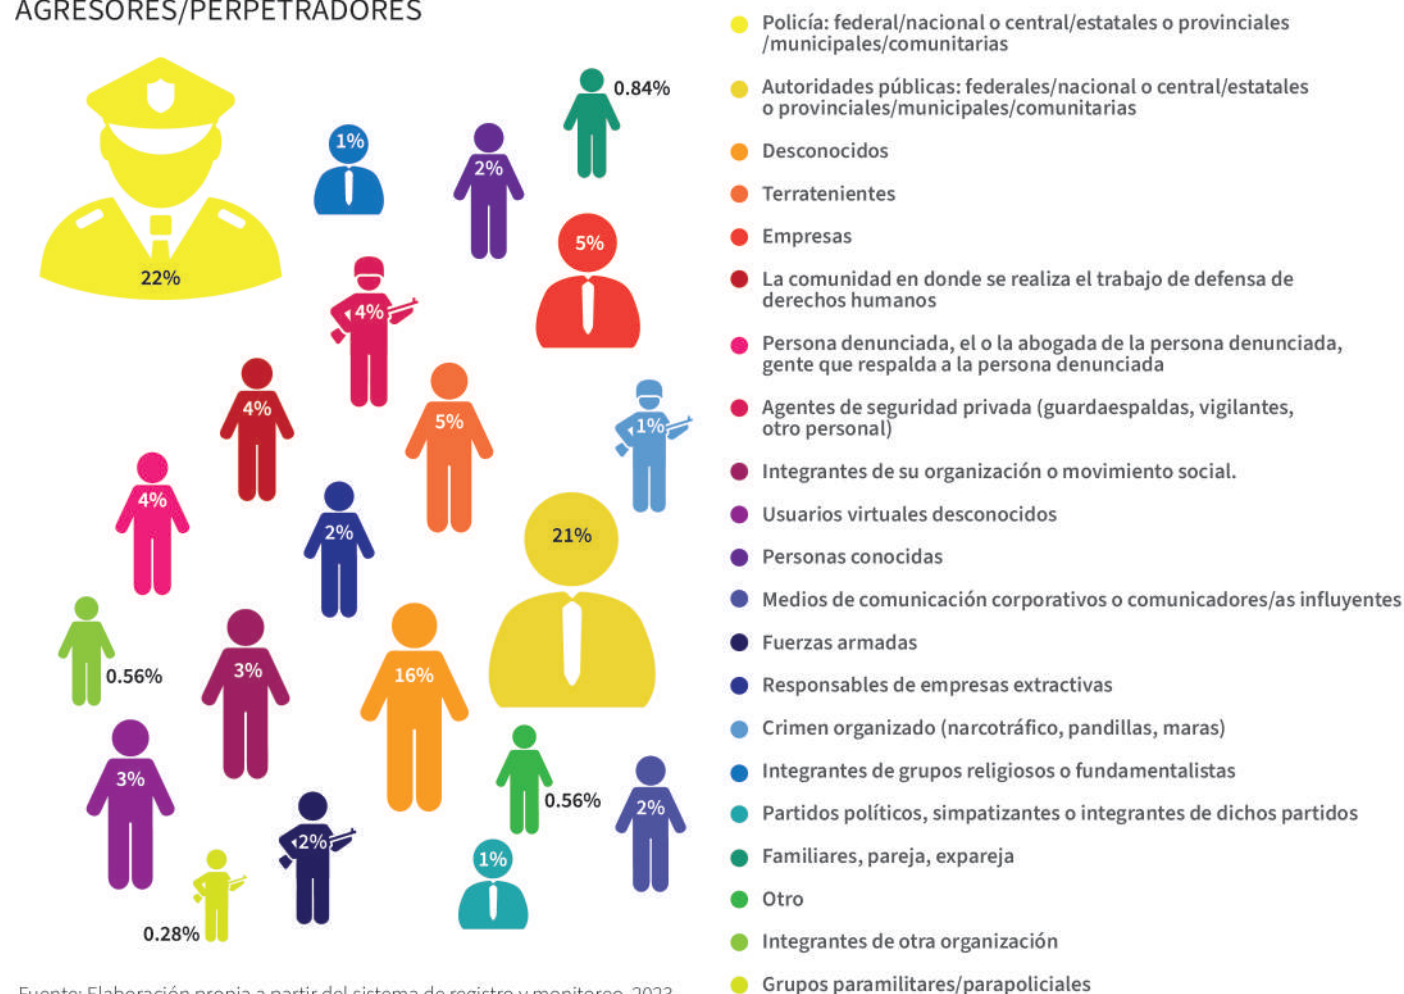 AGRESORES/PERPETRADORES
0.84%
1%
2%
22%
5%
4%
4%
5%
1%
4%
2%
21%
0.56%
3%
16%
3%
0.56%
2%
2%
1%
0.28%
Fuente: Elaboración propia a partir del sistema de registro y monitoreo, 2023
Policía: federal/nacional o central/estatales o provinciales
/municipales/comunitarias
Autoridades públicas: federales/nacional o central/estatales
o provinciales/municipales/comunitarias
Desconocidos
Terratenientes
Empresas
La comunidad en donde se realiza el trabajo de defensa de
derechos humanos
Persona denunciada, el o la abogada de la persona denunciada,
gente que respalda a la persona denunciada
Agentes de seguridad privada (guardaespaldas, vigilantes,
otro personal)
Integrantes de su organización o movimiento social.
Usuarios virtuales desconocidos
Personas conocidas
Medios de comunicación corporativos o comunicadores/as influyentes
Fuerzas armadas
Responsables de empresas extractivas
Crimen organizado (narcotráfico, pandillas, maras)
Integrantes de grupos religiosos o fundamentalistas
Partidos políticos, simpatizantes o integrantes de dichos partidos
Familiares, pareja, expareja
Otro
Integrantes de otra organización
Grupos paramilitares/parapoliciales